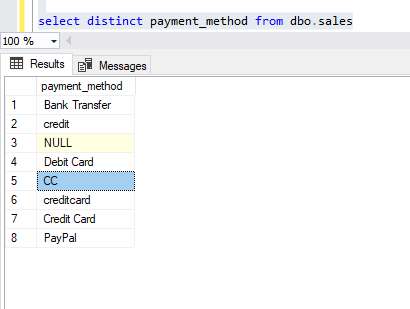 select distinct payment_method from dbo.sales
100 %
Results Messages
payment_method
1 Bank Transfer
2 credit
3 NULL
4 Debit Card
5 CC
6 creditcard
7 Credit Card
8 PayPal